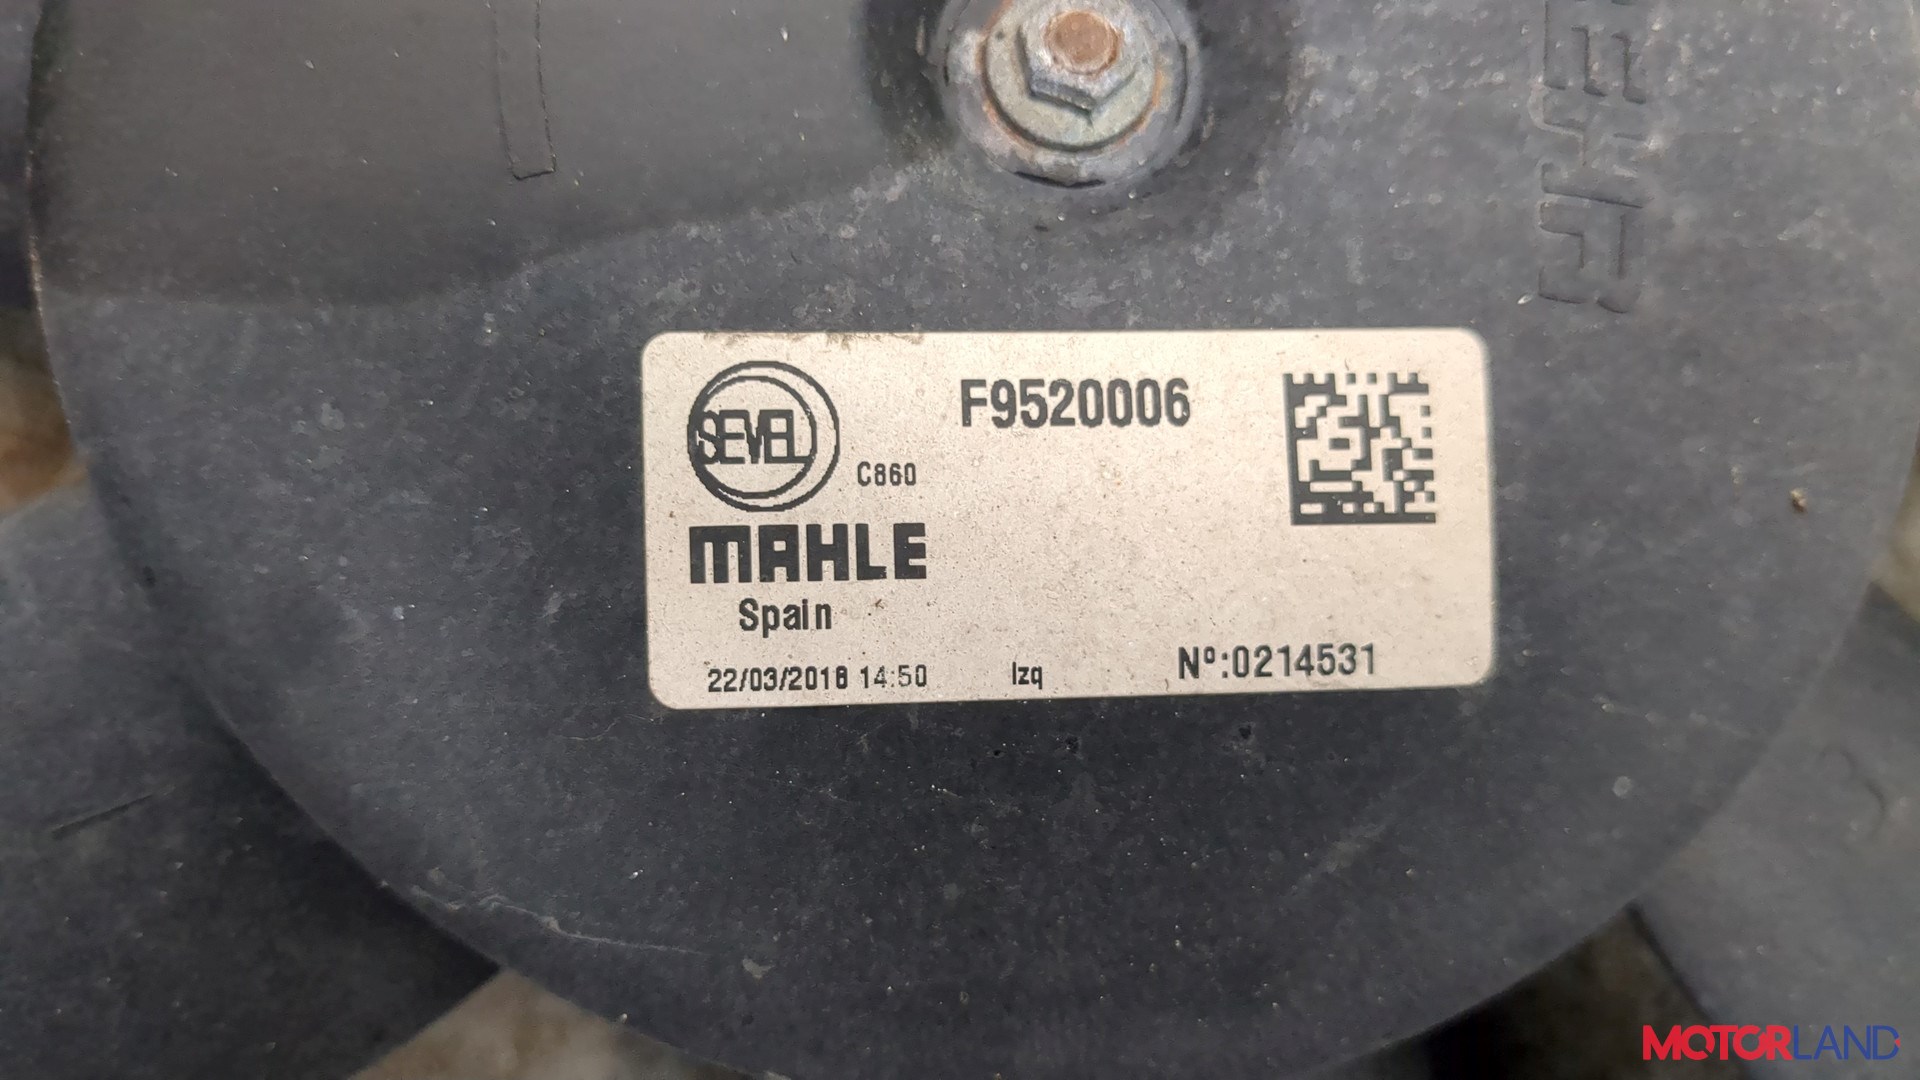 SEVEL
C860
F9520006
MAHLE
Spain
22/03/2018 14:50
Izq
Nº:0214531
MOTORLAND